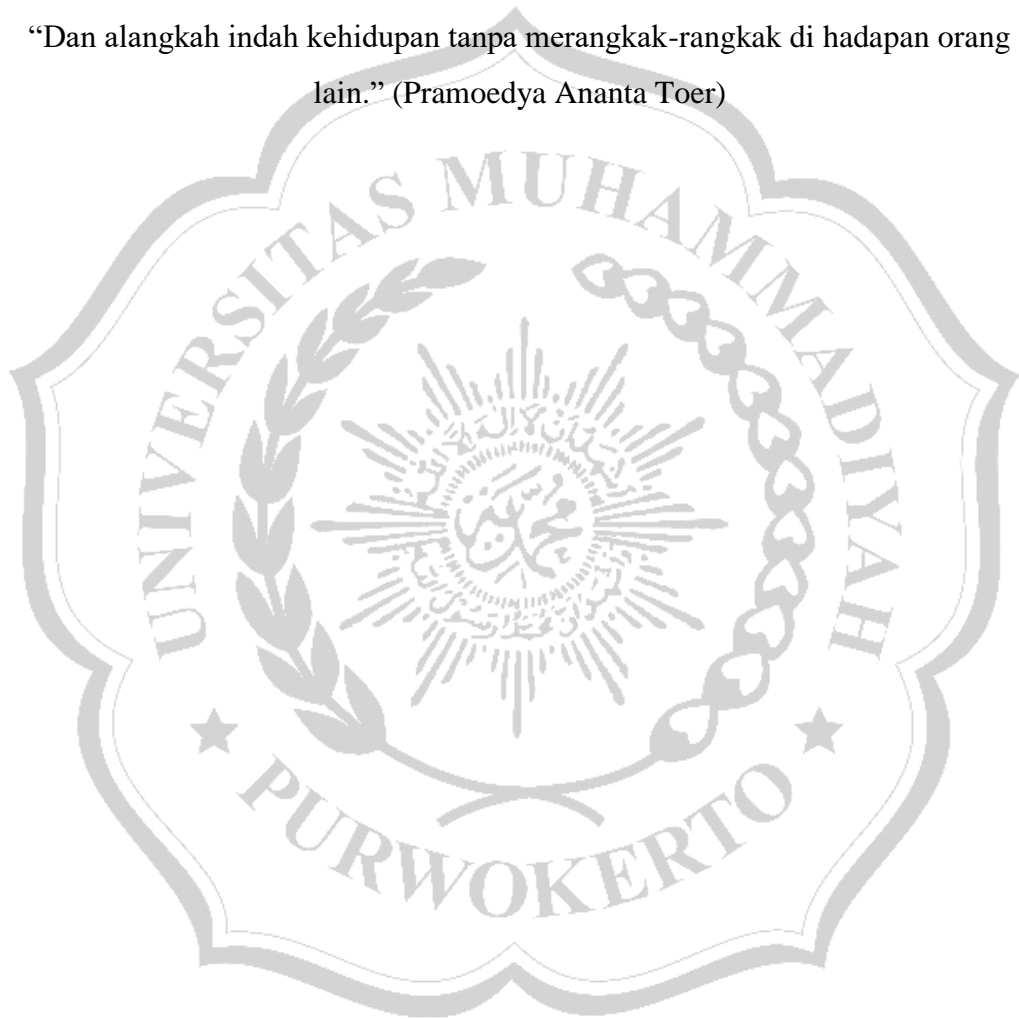 “Dan alangkah indah kehidupan tanpa merangkak-rangkak di hadapan orang
lain.” (Pramoedya Ananta Toer)
UNIVERSITAS MUHAMMADIYAH
PURWOKERTO